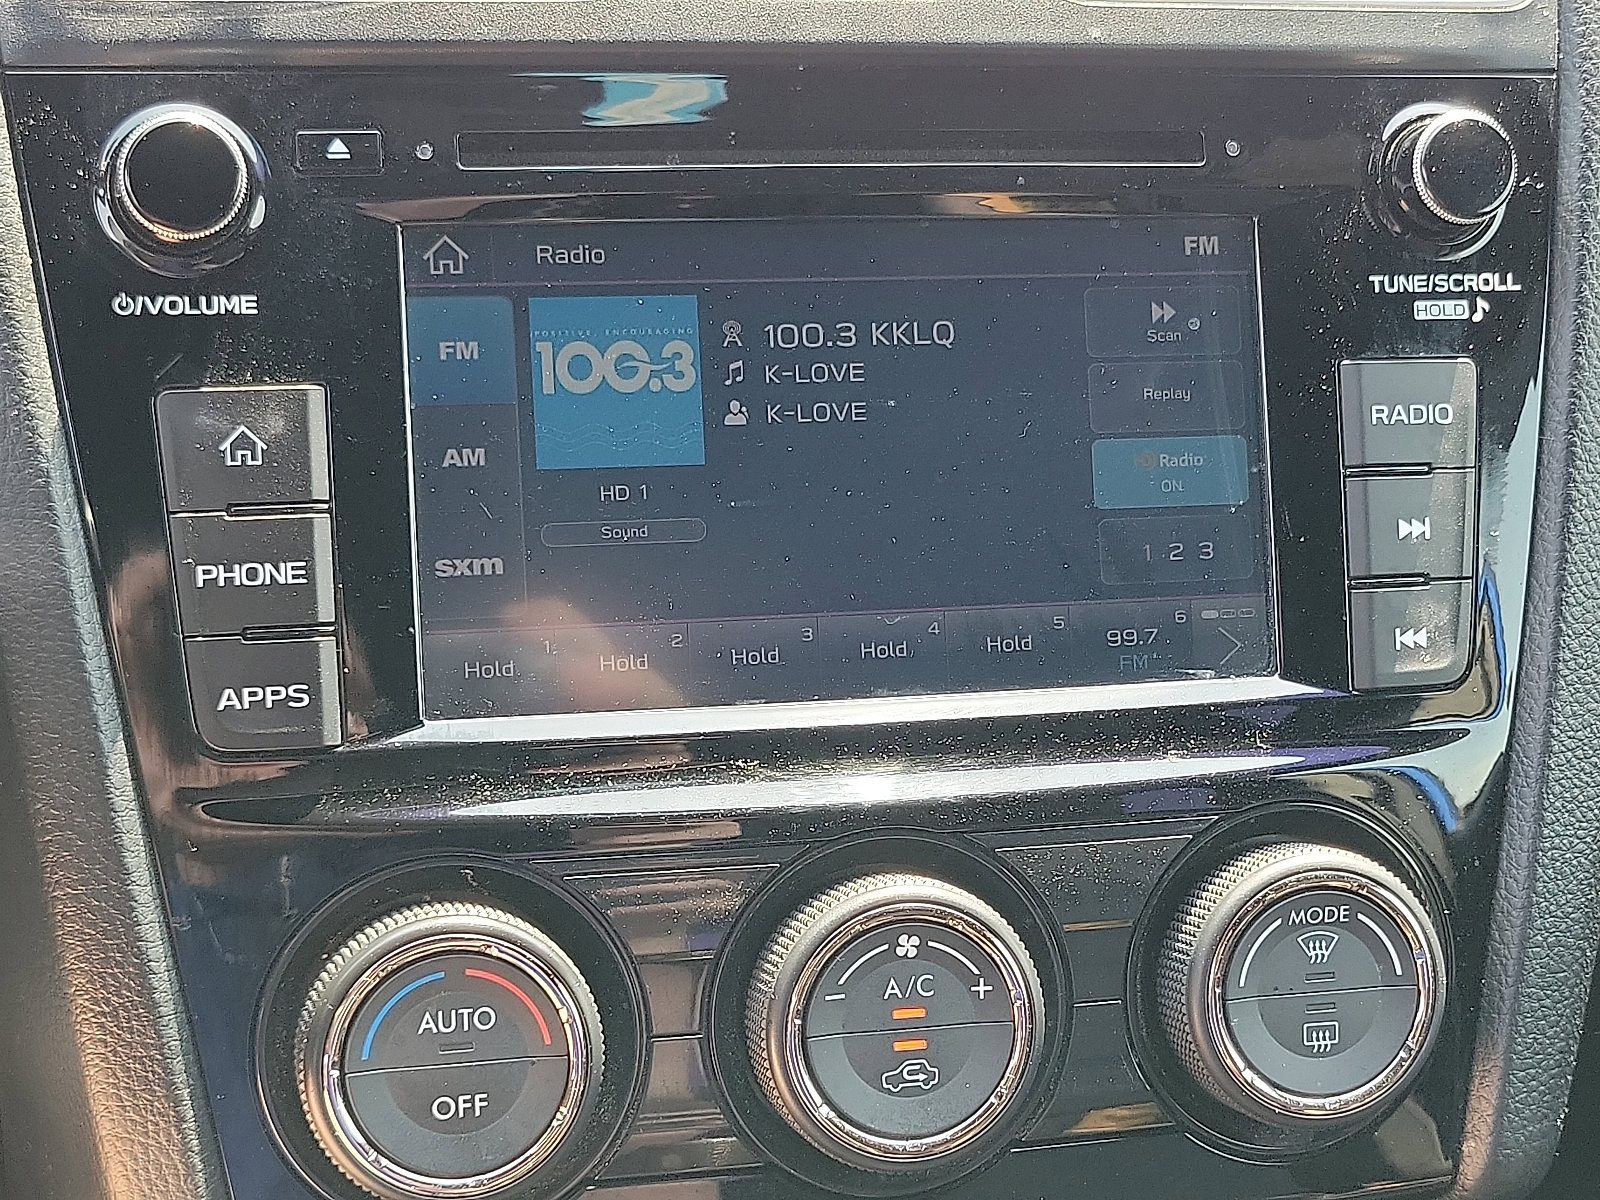 ⏻/VOLUME
TUNE/SCROLL
HOLD
Radio
FM
FM
AM
sxm
POSITIVE, ENCOURAGING
100.3
HD 1
Sound
100.3 KKLQ
K-LOVE
K-LOVE
Scan
Replay
Radio
ON
1 2 3
Hold 1
Hold 2
Hold 3
Hold 4
Hold 5
99.7 6
FM
PHONE
APPS
RADIO
AUTO
OFF
- A/C +
MODE